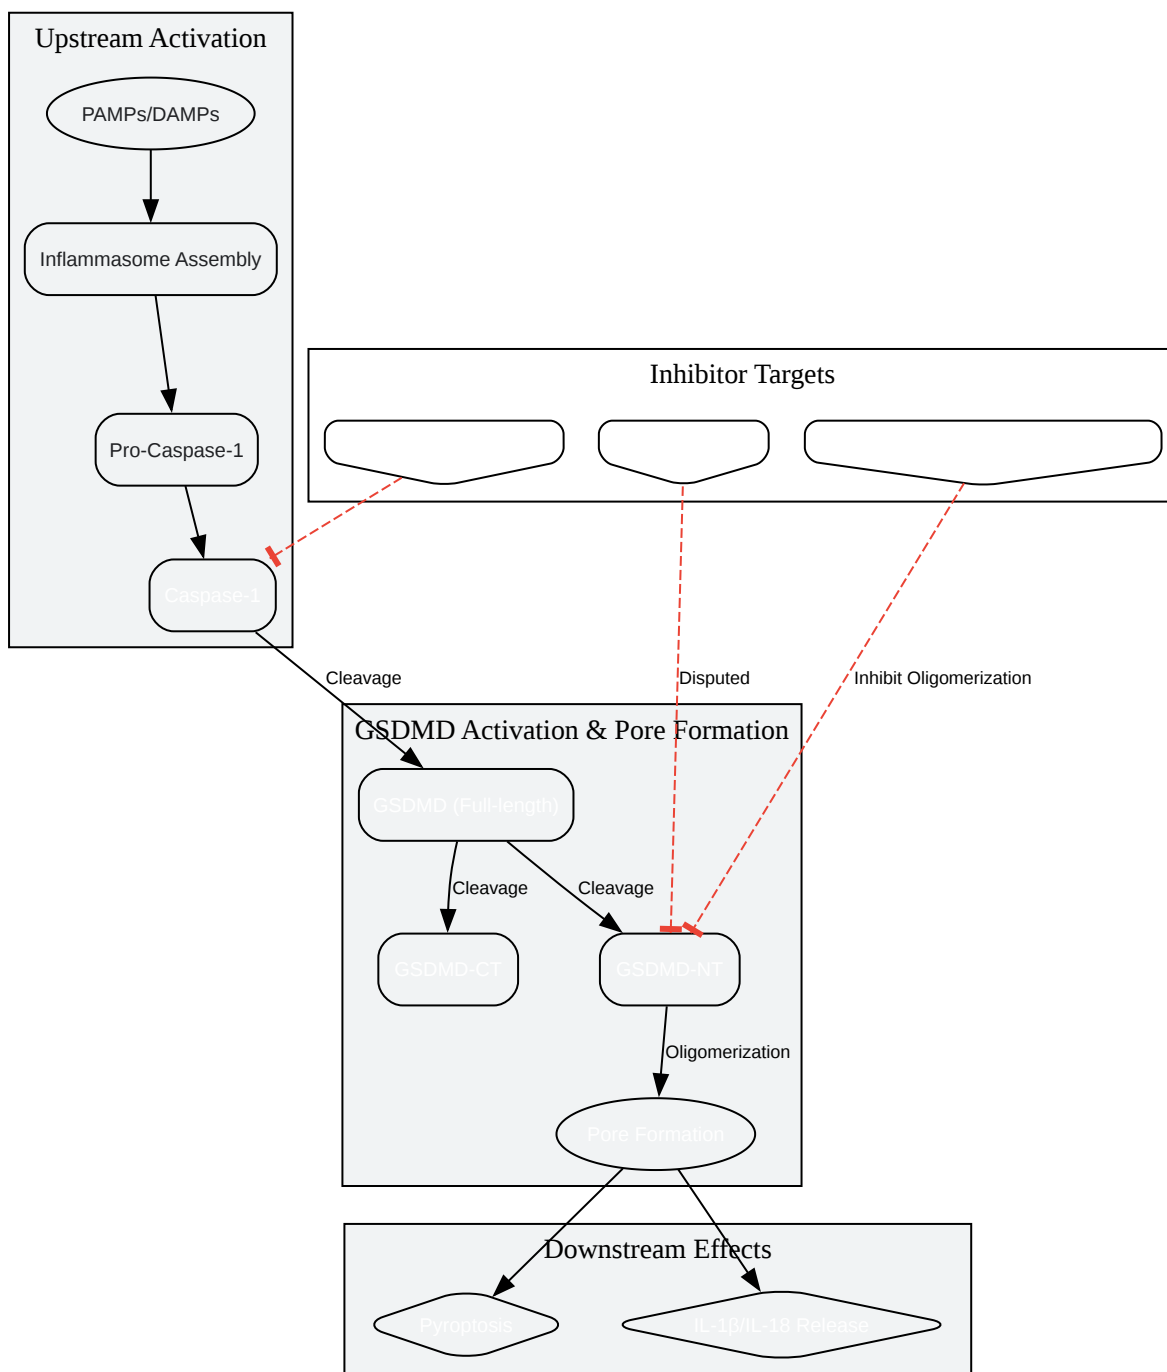 Upstream Activation
PAMPs/DAMPs
Inflammasome Assembly
Pro-Caspase-1
Caspase-1
Inhibitor Targets
Cleavage
Disputed
Inhibit Oligomerization
GSDMD Activation & Pore Formation
GSDMD (Full-length)
Cleavage
Cleavage
GSDMD-CT
GSDMD-NT
Oligomerization
Pore Formation
Downstream Effects
Pyroptosis
IL-1β/IL-18 Release